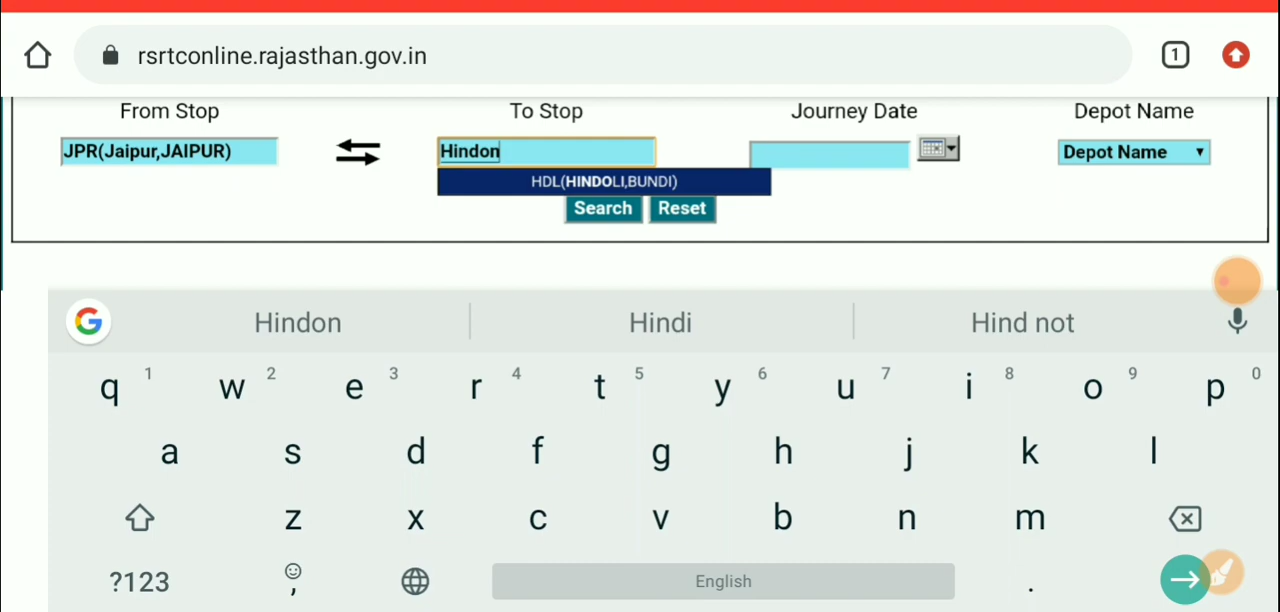 rsrtconline.rajasthan.gov.in 1
From Stop To Stop Journey Date Depot Name
JPR(Jaipur,JAIPUR) Hindon Depot Name
HDL(HINDOLI,BUNDI)
Search Reset
G Hindon Hindi Hind not
q 1 w 2 e 3 r 4 t 5 y 6 u 7 i 8 o 9 p 0
a s d f g h j k l
z x c v b n m
?123 , English .